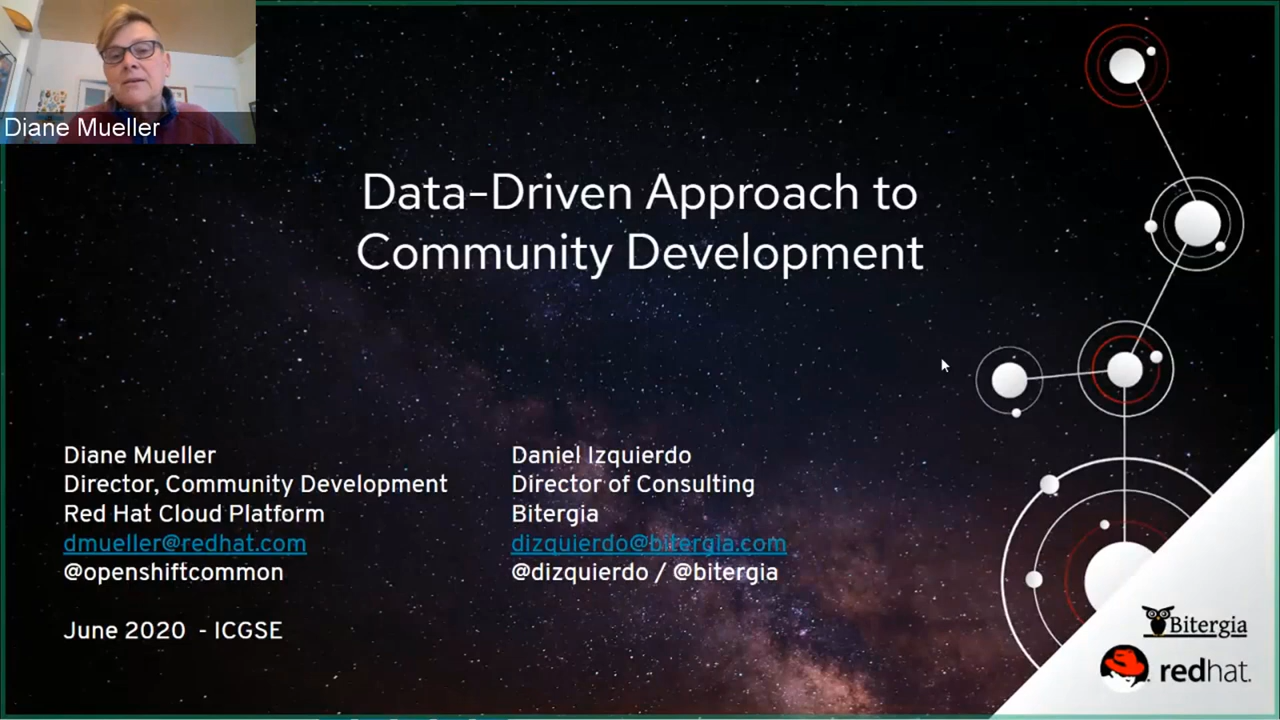 Diane Mueller
Data-Driven Approach to
Community Development
Diane Mueller
Director, Community Development
Red Hat Cloud Platform
dmueller@redhat.com
@openshiftcommon
Daniel Izquierdo
Director of Consulting
Bitergia
dizquierdo@bitergia.com
@dizquierdo / @bitergia
June 2020 - ICGSE
Bitergia
redhat.